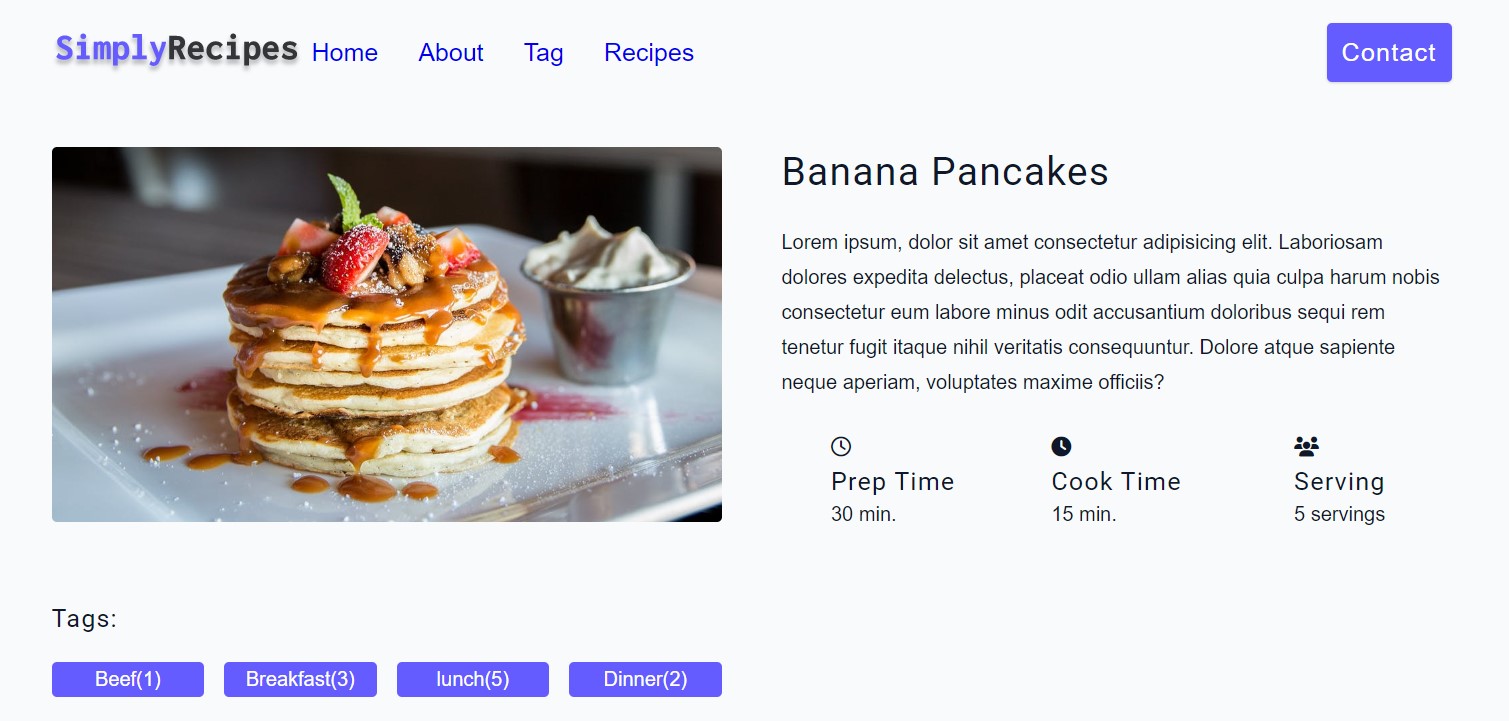 SimplyRecipes Home About Tag Recipes Contact
Banana Pancakes
Lorem ipsum, dolor sit amet consectetur adipisicing elit. Laboriosam
dolores expedita delectus, placeat odio ullam alias quia culpa harum nobis
consectetur eum labore minus odit accusantium doloribus sequi rem
tenetur fugit itaque nihil veritatis consequuntur. Dolore atque sapiente
neque aperiam, voluptates maxime officiis?
Prep Time Cook Time Serving
30 min. 15 min. 5 servings
Tags:
Beef(1) Breakfast(3) lunch(5) Dinner(2)